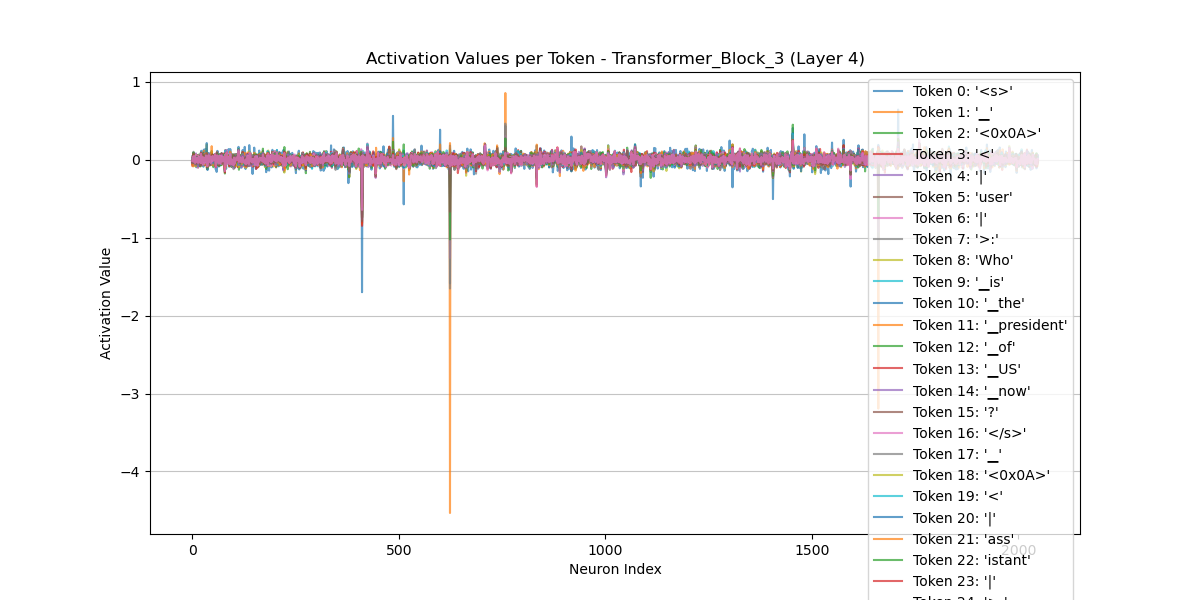 Activation Values per Token - Transformer_Block_3 (Layer 4)
Activation Value
1
0
−1
−2
−3
−4
0
500
1000
1500
2000
Neuron Index
Token 0: '<s>'
Token 1: '▁'
Token 2: '<0x0A>'
Token 3: '<'
Token 4: '|'
Token 5: 'user'
Token 6: '|'
Token 7: '>:'
Token 8: 'Who'
Token 9: '▁is'
Token 10: '▁the'
Token 11: '▁president'
Token 12: '▁of'
Token 13: '▁US'
Token 14: '▁now'
Token 15: '?'
Token 16: '</s>'
Token 17: '▁'
Token 18: '<0x0A>'
Token 19: '<'
Token 20: '|'
Token 21: 'ass'
Token 22: 'istant'
Token 23: '|'